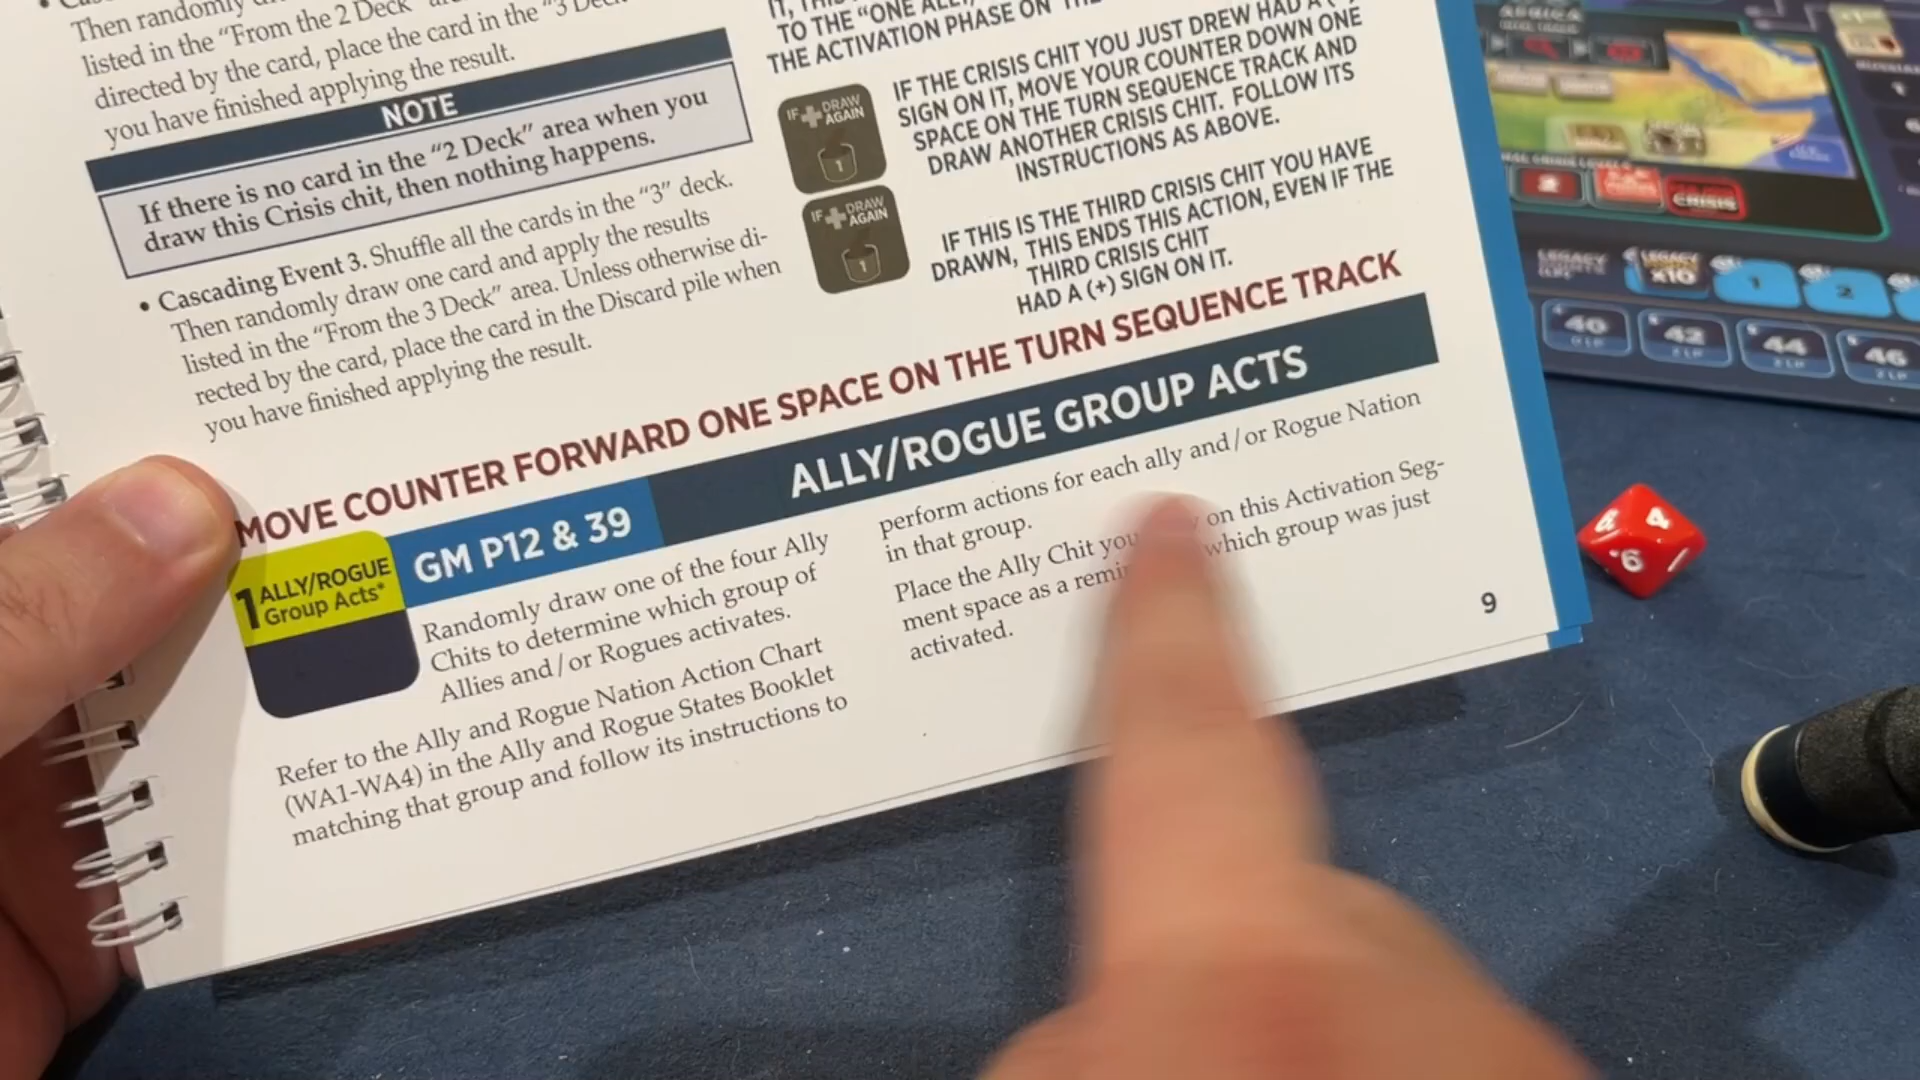 Then randomly
listed in the "From the 2 Deck"
directed by the card, place the card in the "3
you have finished applying the result.
NOTE
If there is no card in the "2 Deck" area when you
draw this Crisis chit, then nothing happens.
• Cascading Event 3. Shuffle all the cards in the "3" deck.
Then randomly draw one card and apply the results
listed in the "From the 3 Deck" area. Unless otherwise di-
rected by the card, place the card in the Discard pile when
you have finished applying the result.
TO THE "ONE
THE ACTIVATION PHASE ON
IF DRAW
AGAIN
1
IF THE CRISIS CHIT YOU JUST DREW HAD A
SIGN ON IT, MOVE YOUR COUNTER DOWN ONE
SPACE ON THE TURN SEQUENCE TRACK AND
DRAW ANOTHER CRISIS CHIT. FOLLOW ITS
INSTRUCTIONS AS ABOVE.
IF DRAW
AGAIN
1
IF THIS IS THE THIRD CRISIS CHIT YOU HAVE
DRAWN, THIS ENDS THIS ACTION, EVEN IF THE
THIRD CRISIS CHIT
HAD A (+) SIGN ON IT.
MOVE COUNTER FORWARD ONE SPACE ON THE TURN SEQUENCE TRACK
1 ALLY/ROGUE
Group Acts*
GM P12 & 39
ALLY/ROGUE GROUP ACTS
Randomly draw one of the four Ally
Chits to determine which group of
Allies and/or Rogues activates.
Refer to the Ally and Rogue Nation Action Chart
(WA1-WA4) in the Ally and Rogue States Booklet
matching that group and follow its instructions to
perform actions for each ally and/or Rogue Nation
in that group.
Place the Ally Chit you on this Activation Seg-
ment space as a which group was just
activated.
9
AFRICA
2
CRISIS
LEGACY
LEGACY
X10
1
2
40
42
44
46
4
6
1